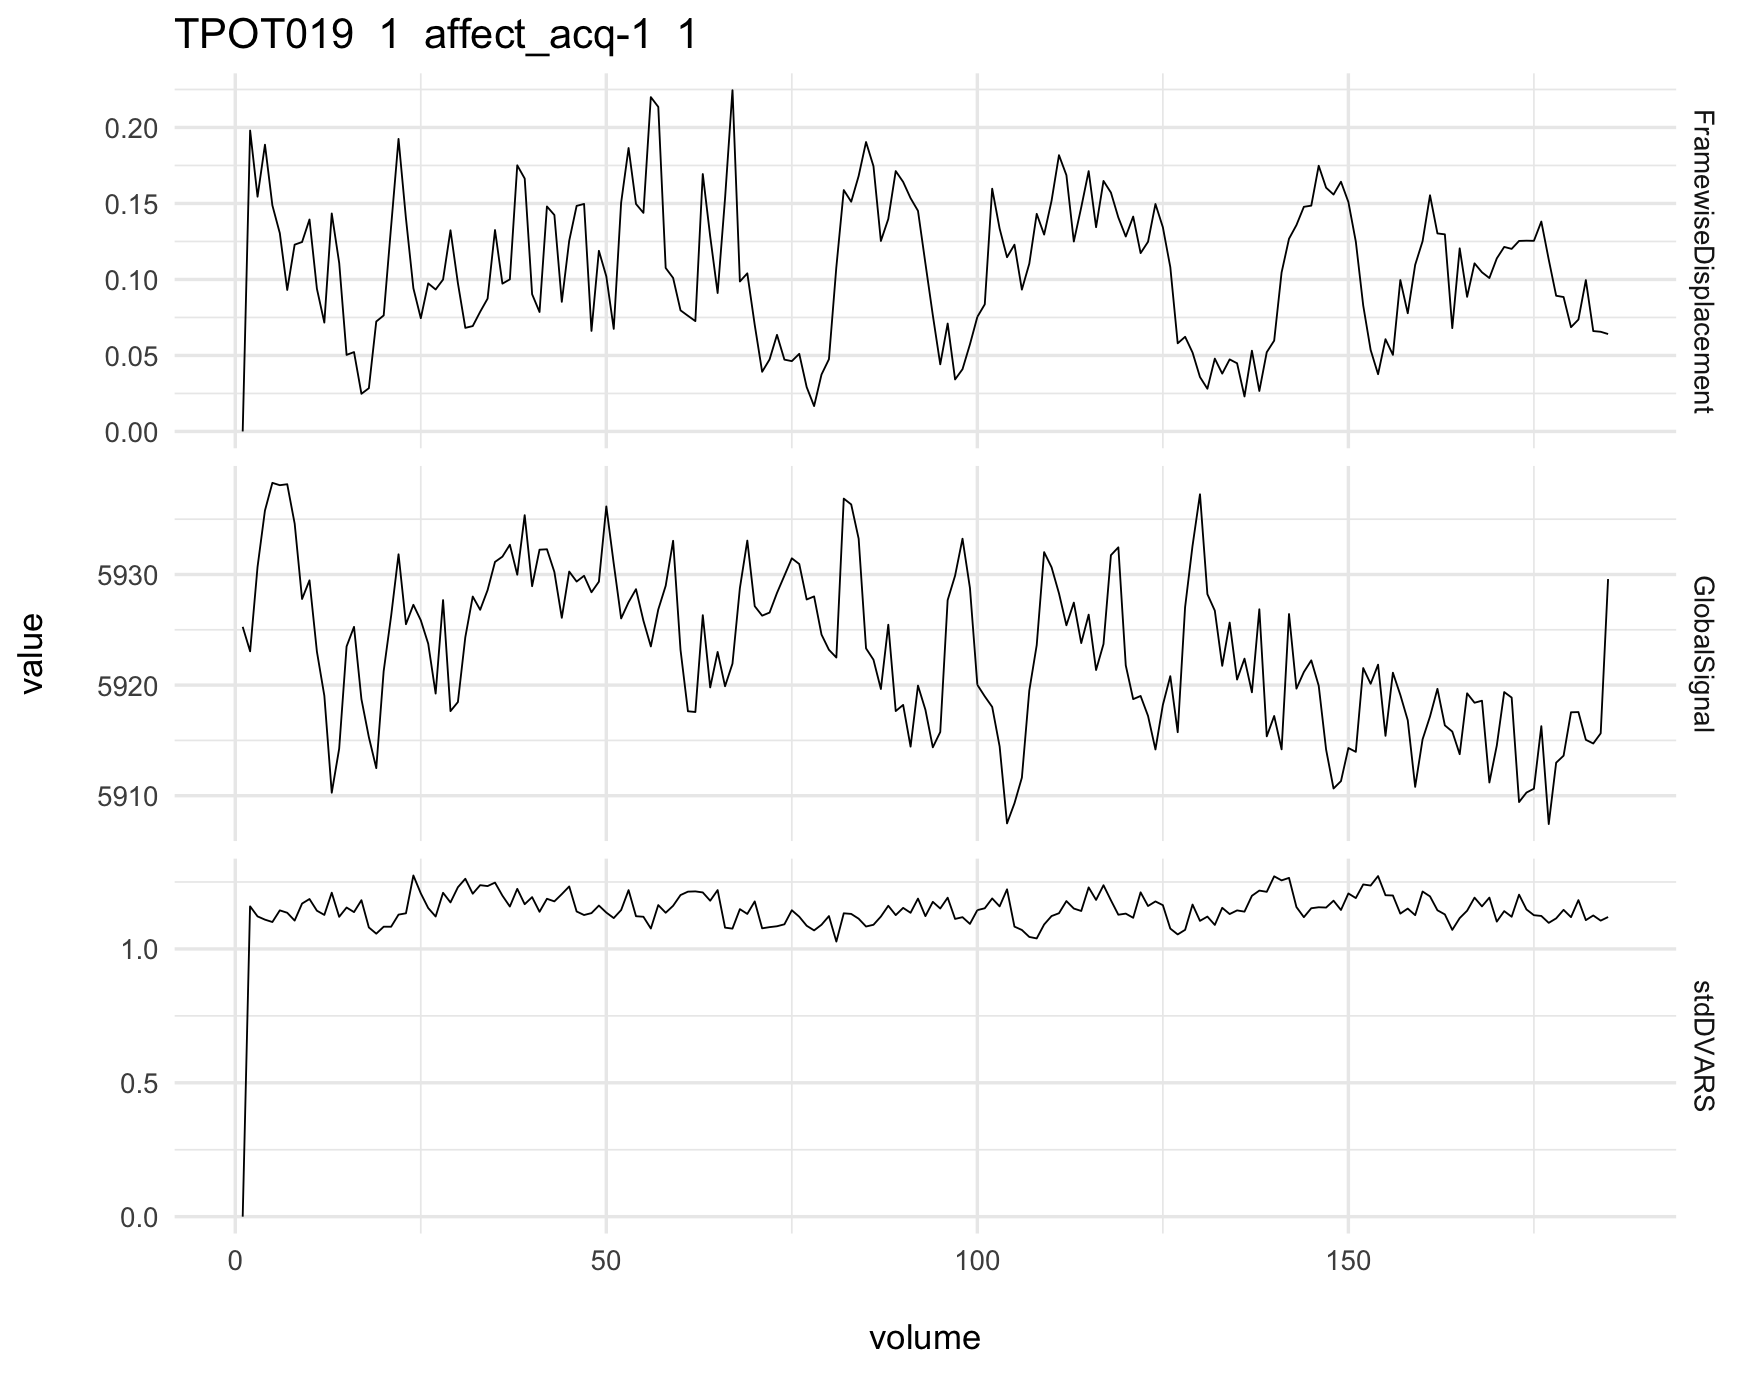 TPOT019 1 affect_acq-1 1
value
0.20
0.15
0.10
0.05
0.00
FramewiseDisplacement
5930
5920
5910
GlobalSignal
1.0
0.5
0.0
stdDVARS
0 50 100 150
volume